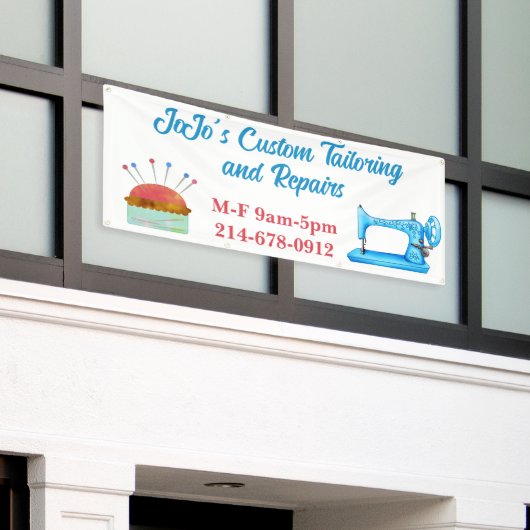 JoJo's Custom Tailoring
and Repairs
M-F 9am-5pm
214-678-0912